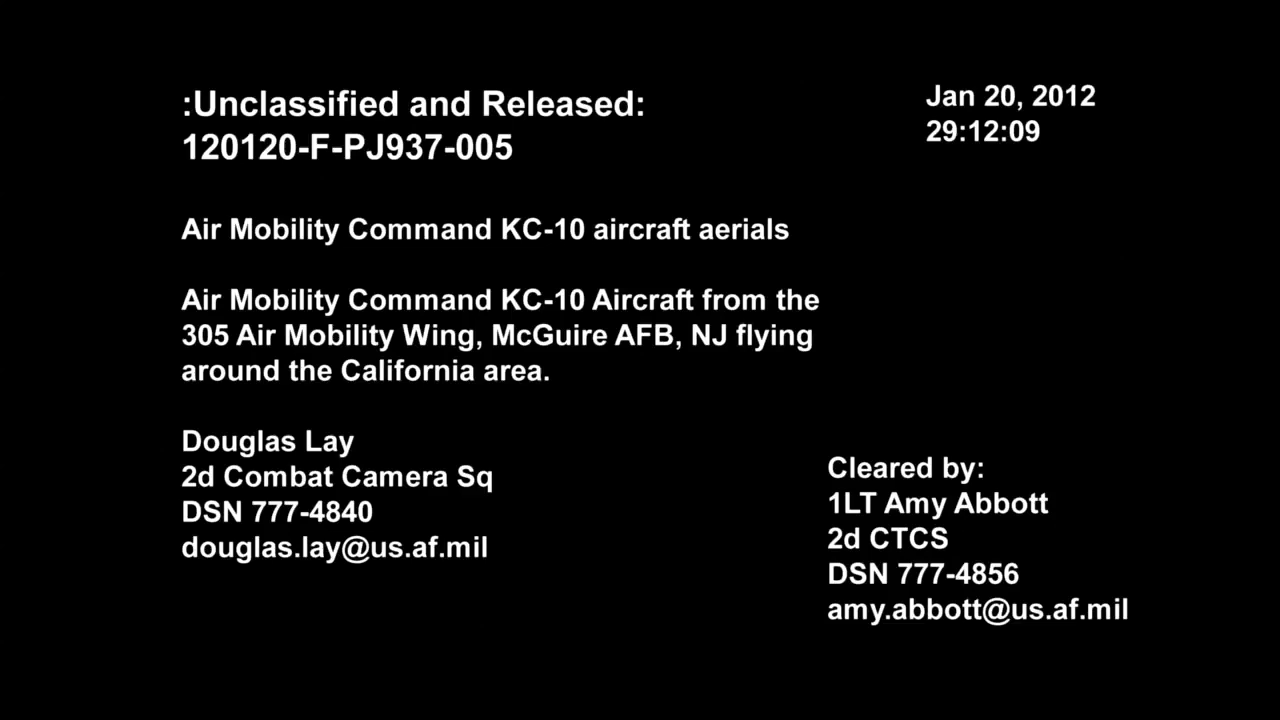 :Unclassified and Released:
120120-F-PJ937-005
Jan 20, 2012
29:12:09
Air Mobility Command KC-10 aircraft aerials
Air Mobility Command KC-10 Aircraft from the
305 Air Mobility Wing, McGuire AFB, NJ flying
around the California area.
Douglas Lay
2d Combat Camera Sq
DSN 777-4840
douglas.lay@us.af.mil
Cleared by:
1LT Amy Abbott
2d CTCS
DSN 777-4856
amy.abbott@us.af.mil